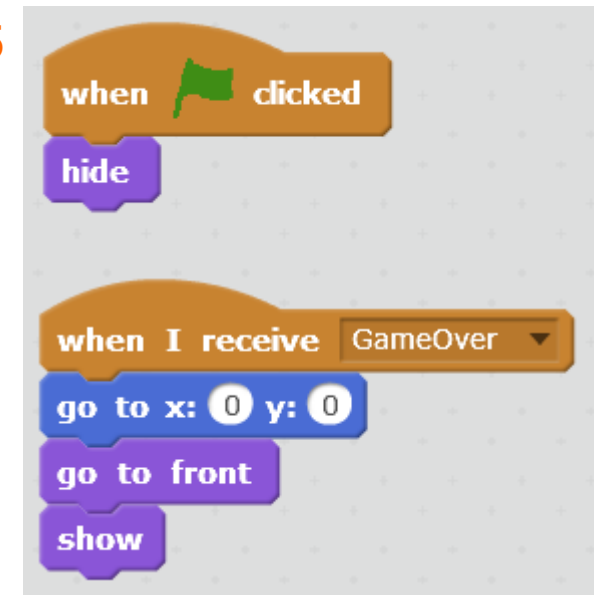 when clicked
hide
when I receive GameOver
go to x: 0 y: 0
go to front
show